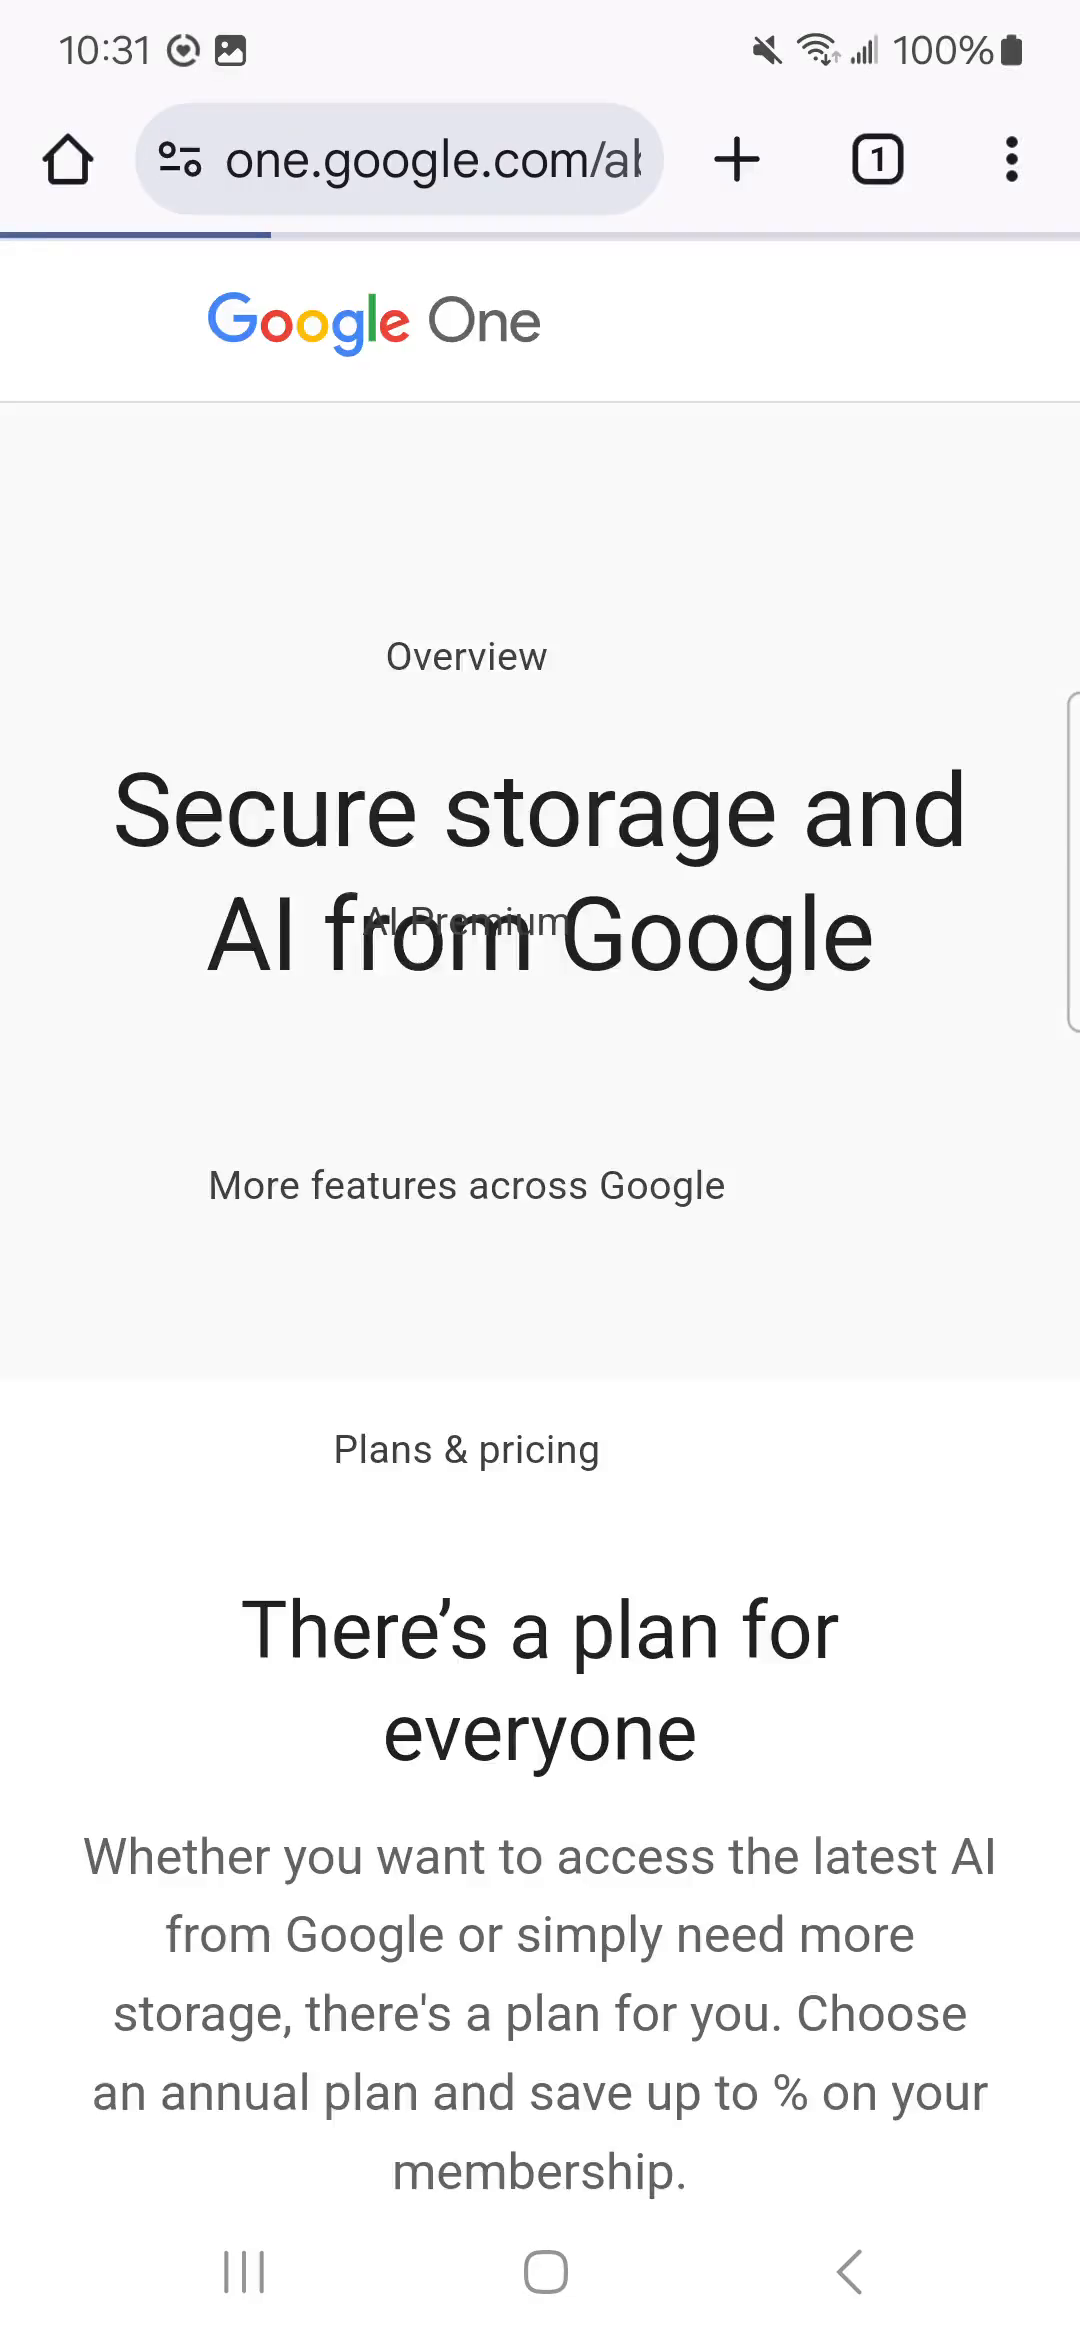 10:31
100%
one.google.com/al
1
Google One
Overview
Secure storage and
AI from Google
AI Premium
More features across Google
Plans & pricing
There’s a plan for
everyone
Whether you want to access the latest AI
from Google or simply need more
storage, there's a plan for you. Choose
an annual plan and save up to % on your
membership.